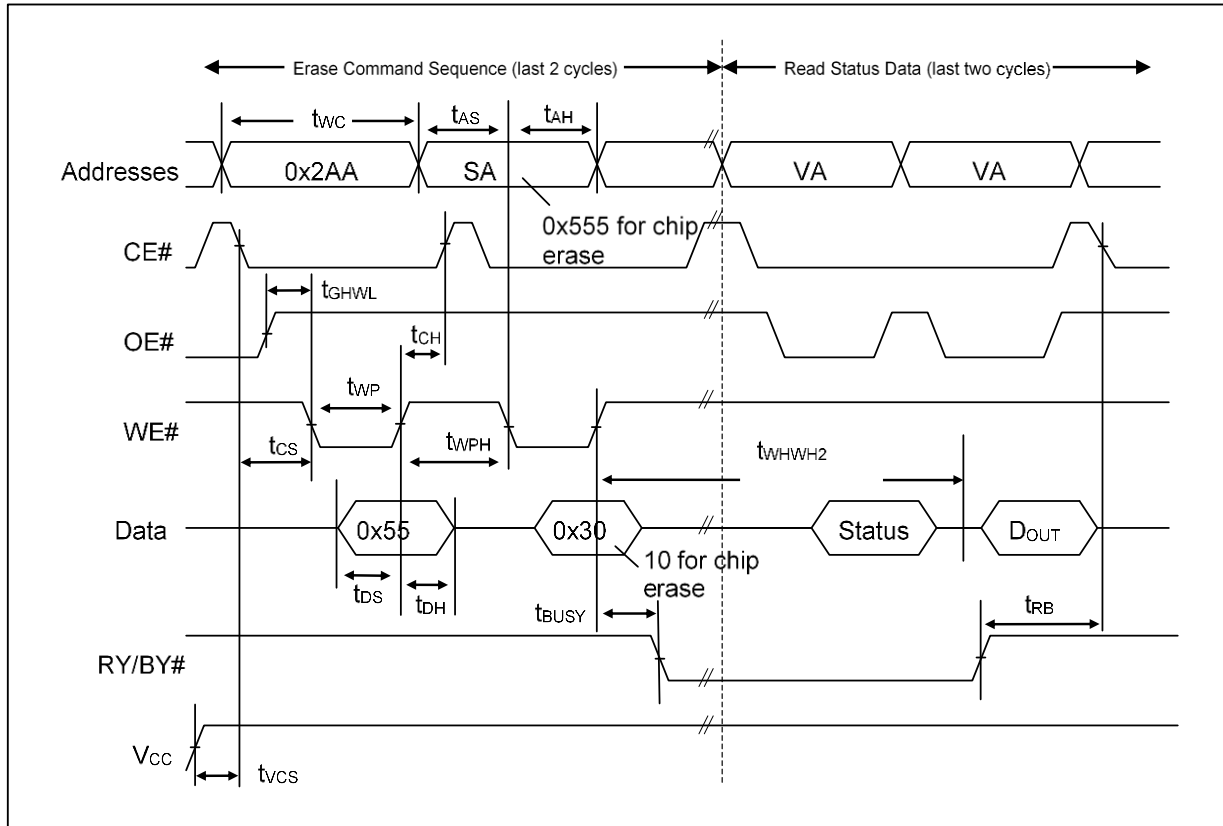 Erase Command Sequence (last 2 cycles)
Read Status Data (last two cycles)
tWC
tAS
tAH
Addresses
0x2AA
SA
VA
VA
0x555 for chip
erase
CE#
tGHWL
OE#
tCH
tWP
WE#
tCS
tWPH
tWHWH2
Data
0x55
0x30
Status
DOUT
10 for chip
erase
tDS
tDH
tBUSY
tRB
RY/BY#
VCC
tVCS